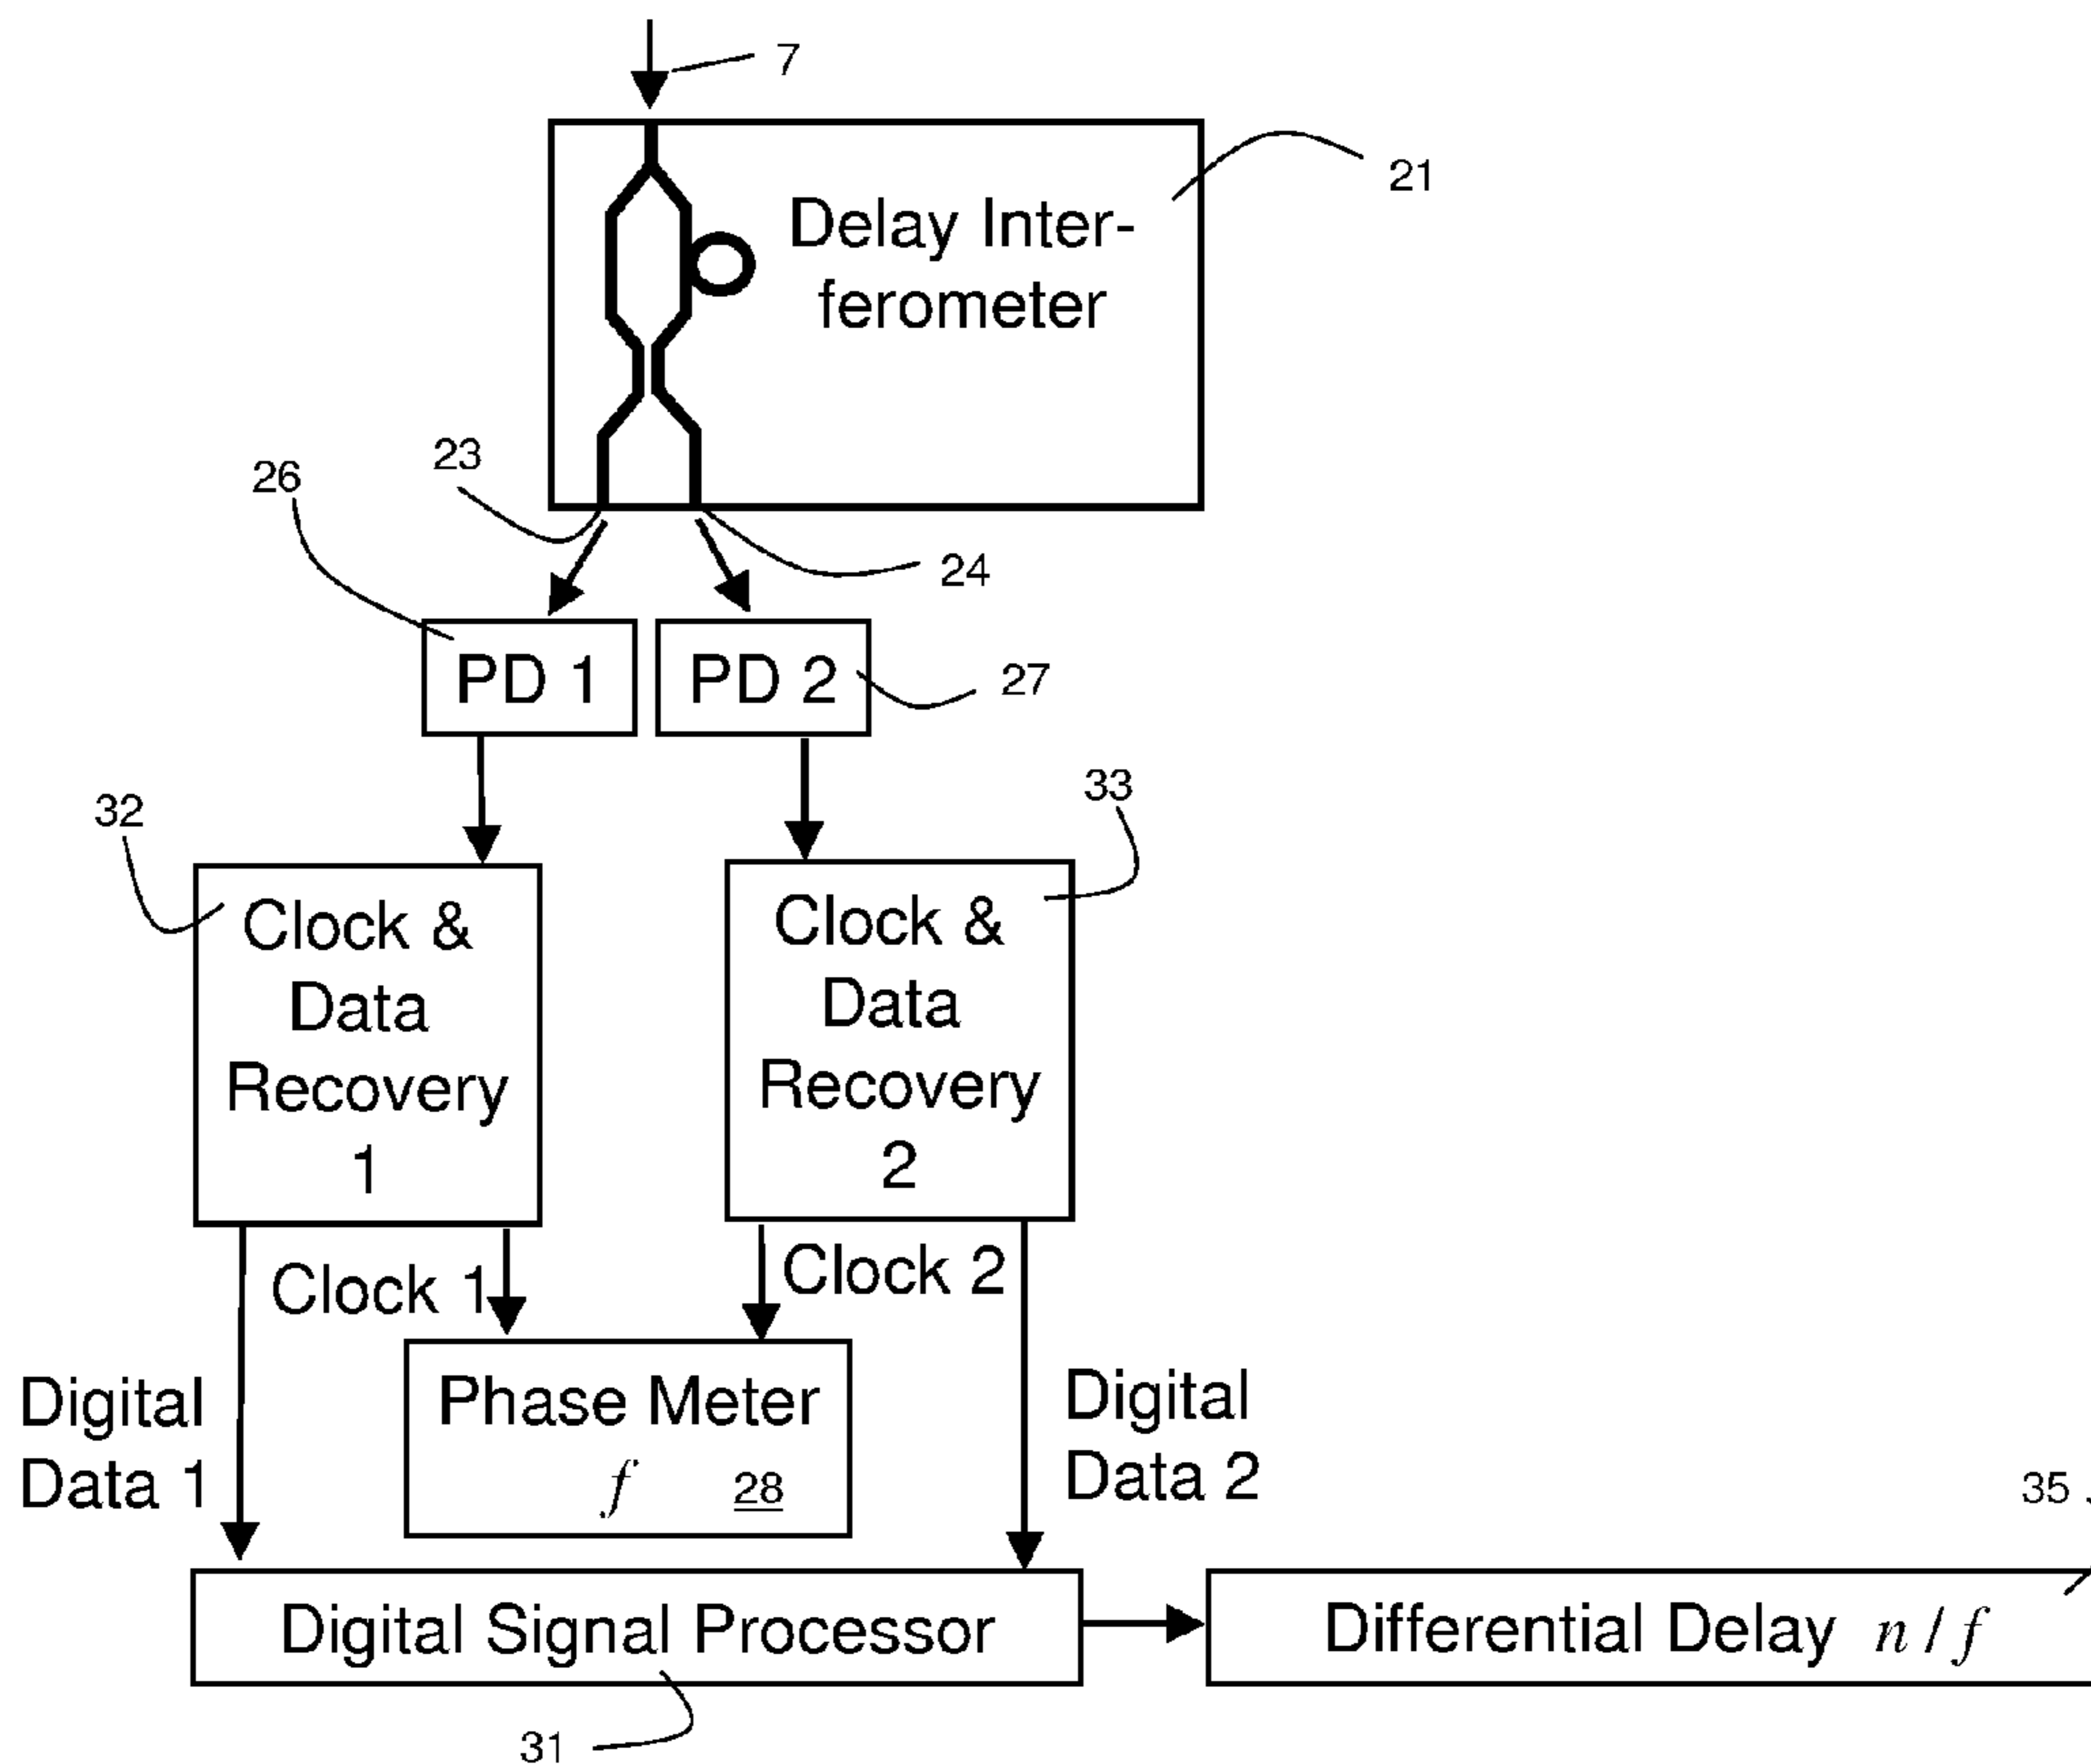 7
21
Delay Inter-
ferometer
23
26
24
PD 1
PD 2
27
32
33
Clock &
Data
Recovery
1
Clock &
Data
Recovery
2
Clock 1
Clock 2
Digital
Data 1
Phase Meter
f 28
Digital
Data 2
35
Digital Signal Processor
Differential Delay n / f
31